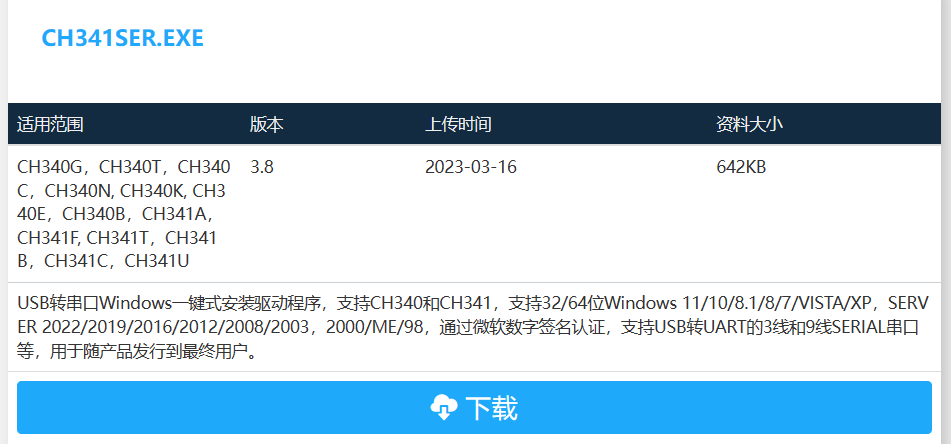 CH341SER.EXE
适用范围 版本 上传时间 资料大小
CH340G，CH340T，CH340 3.8 2023-03-16 642KB
C，CH340N, CH340K, CH3
40E，CH340B，CH341A，
CH341F, CH341T，CH341
B，CH341C，CH341U
USB转串口Windows一键式安装驱动程序，支持CH340和CH341，支持32/64位Windows 11/10/8.1/8/7/VISTA/XP，SERV
ER 2022/2019/2016/2012/2008/2003，2000/ME/98，通过微软数字签名认证，支持USB转UART的3线和9线SERIAL串口
等，用于随产品发行到最终用户。
下载